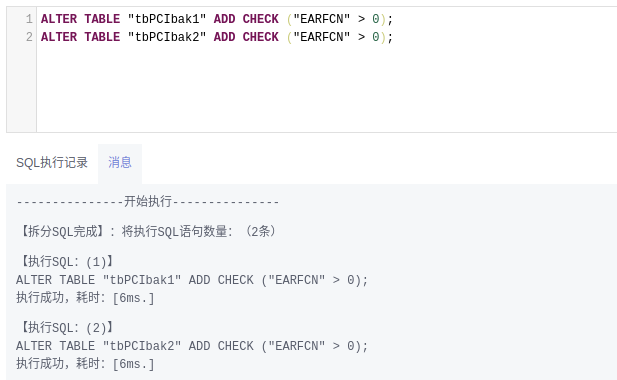 1 ALTER TABLE "tbPCIbak1" ADD CHECK ("EARFCN" > 0);
2 ALTER TABLE "tbPCIbak2" ADD CHECK ("EARFCN" > 0);
SQL执行记录 消息
---------------开始执行---------------
【拆分SQL完成】：将执行SQL语句数量：（2条）
【执行SQL：(1)】
ALTER TABLE "tbPCIbak1" ADD CHECK ("EARFCN" > 0);
执行成功，耗时：[6ms.]
【执行SQL：(2)】
ALTER TABLE "tbPCIbak2" ADD CHECK ("EARFCN" > 0);
执行成功，耗时：[6ms.]